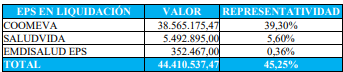 EPS EN LIQUIDACIÓN VALOR REPRESENTATIVIDAD
COOMEVA 38.565.175,47 39,30%
SALUDVIDA 5.492.895,00 5,60%
EMDISALUD EPS 352.467,00 0,36%
TOTAL 44.410.537,47 45,25%